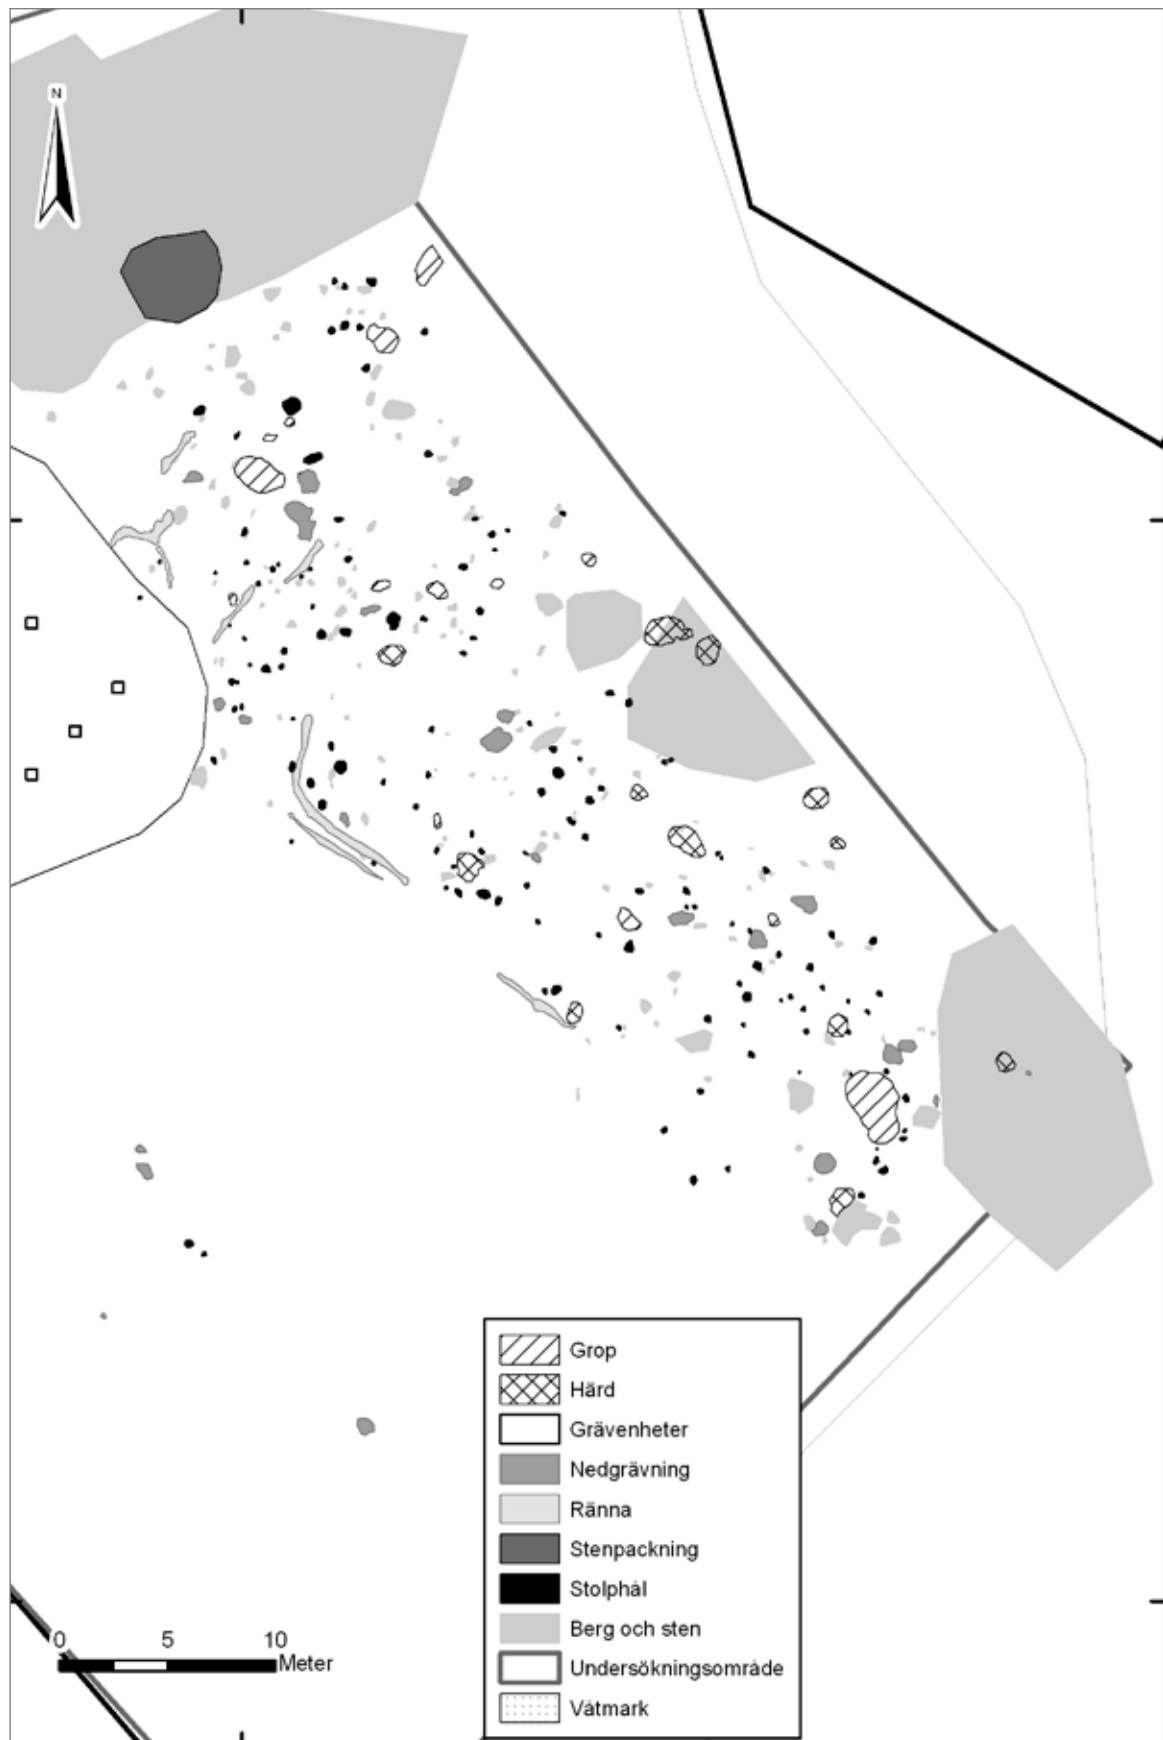 N
Grop
Härd
Grävenheter
Nedgrävning
Ränna
Stenpackning
Stolphål
Berg och sten
Undersökningsområde
Våtmark
0 5 10
Meter